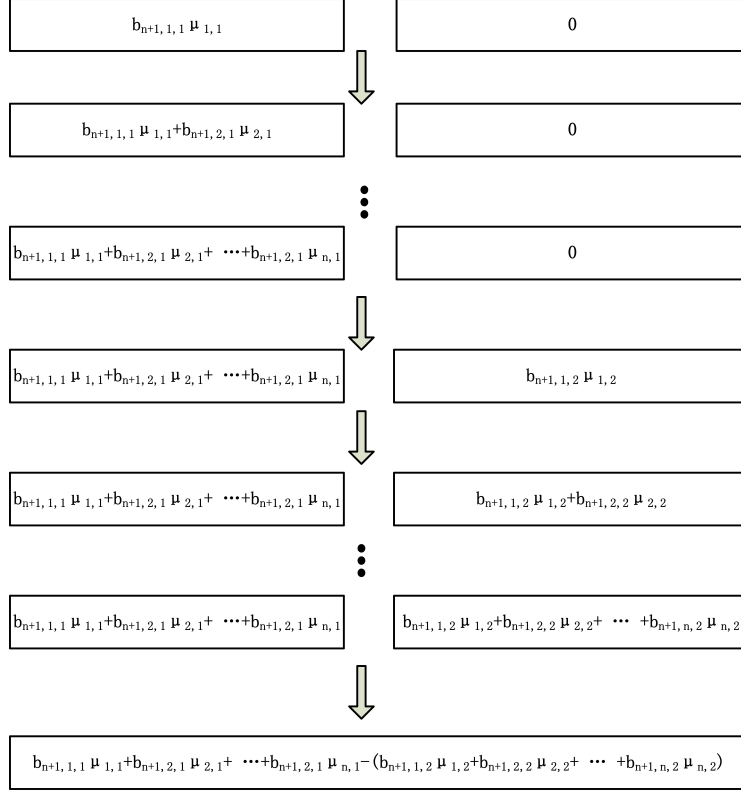 b_{n+1,1,1} μ_{1,1}
0
b_{n+1,1,1} μ_{1,1}+b_{n+1,2,1} μ_{2,1}
0
b_{n+1,1,1} μ_{1,1}+b_{n+1,2,1} μ_{2,1}+ ···+b_{n+1,2,1} μ_{n,1}
0
b_{n+1,1,1} μ_{1,1}+b_{n+1,2,1} μ_{2,1}+ ···+b_{n+1,2,1} μ_{n,1}
b_{n+1,1,2} μ_{1,2}
b_{n+1,1,1} μ_{1,1}+b_{n+1,2,1} μ_{2,1}+ ···+b_{n+1,2,1} μ_{n,1}
b_{n+1,1,2} μ_{1,2}+b_{n+1,2,2} μ_{2,2}
b_{n+1,1,1} μ_{1,1}+b_{n+1,2,1} μ_{2,1}+ ···+b_{n+1,2,1} μ_{n,1}
b_{n+1,1,2} μ_{1,2}+b_{n+1,2,2} μ_{2,2}+ ··· +b_{n+1,n,2} μ_{n,2}
b_{n+1,1,1} μ_{1,1}+b_{n+1,2,1} μ_{2,1}+ ···+b_{n+1,2,1} μ_{n,1}-(b_{n+1,1,2} μ_{1,2}+b_{n+1,2,2} μ_{2,2}+ ··· +b_{n+1,n,2} μ_{n,2})